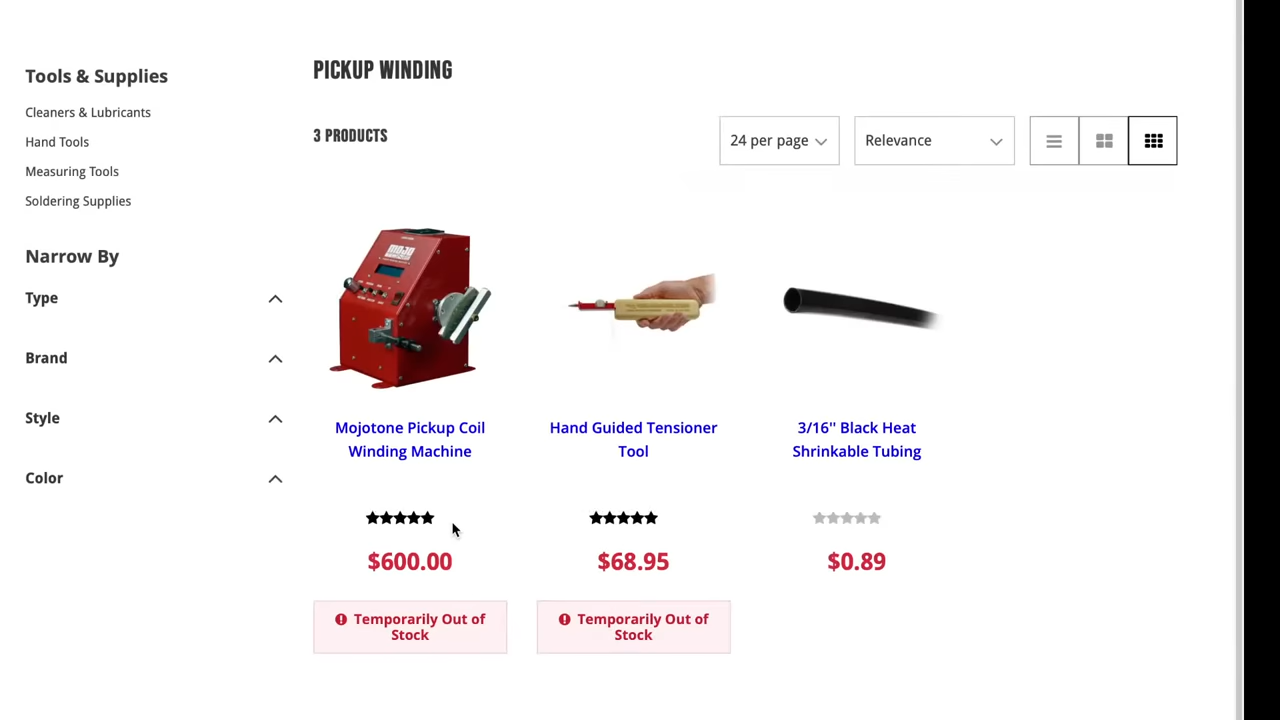 Tools & Supplies
Cleaners & Lubricants
Hand Tools
Measuring Tools
Soldering Supplies
Narrow By
Type
Brand
Style
Color
PICKUP WINDING
3 PRODUCTS
24 per page
Relevance
MOJO
Mojotone Pickup Coil
Winding Machine
$600.00
Temporarily Out of
Stock
Hand Guided Tensioner
Tool
$68.95
Temporarily Out of
Stock
3/16'' Black Heat
Shrinkable Tubing
$0.89